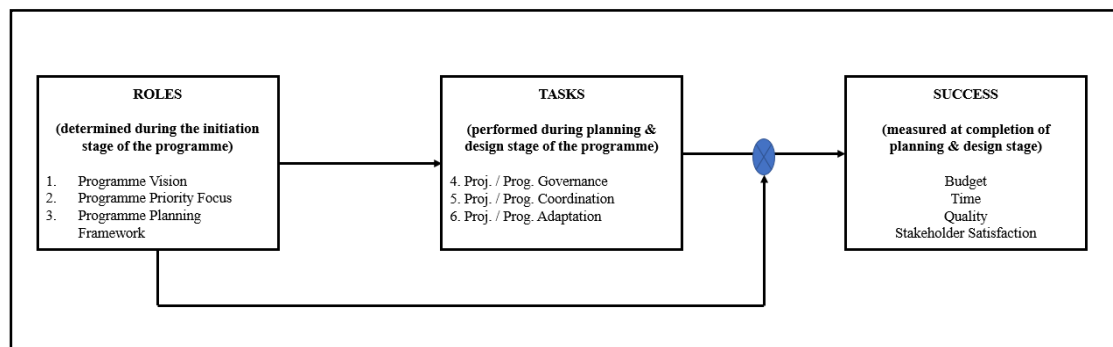 ROLES
(determined during the initiation
stage of the programme)
1. Programme Vision
2. Programme Priority Focus
3. Programme Planning
Framework
TASKS
(performed during planning &
design stage of the programme)
4. Proj. / Prog. Governance
5. Proj. / Prog. Coordination
6. Proj. / Prog. Adaptation
SUCCESS
(measured at completion of
planning & design stage)
Budget
Time
Quality
Stakeholder Satisfaction